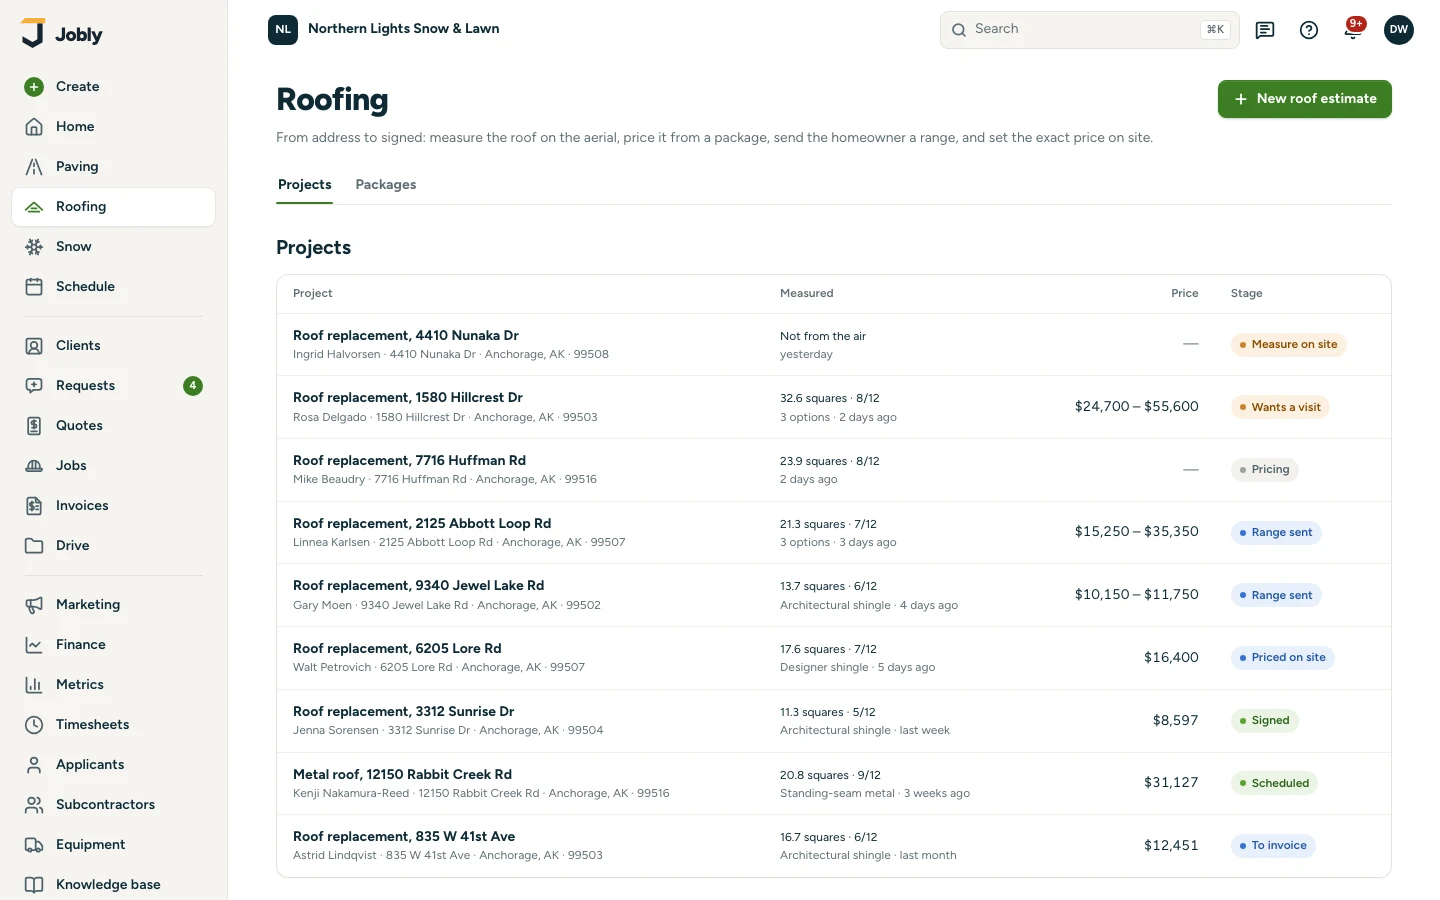 Jobly
Create
Home
Paving
Roofing
Snow
Schedule
Clients
Requests 4
Quotes
Jobs
Invoices
Drive
Marketing
Finance
Metrics
Timesheets
Applicants
Subcontractors
Equipment
Knowledge base
NL Northern Lights Snow & Lawn
Search ⌘K
9+
DW
Roofing
New roof estimate
From address to signed: measure the roof on the aerial, price it from a package, send the homeowner a range, and set the exact price on site.
Projects Packages
Projects
Project Measured Price Stage
Roof replacement, 4410 Nunaka Dr
Ingrid Halvorsen · 4410 Nunaka Dr · Anchorage, AK · 99508
Not from the air
yesterday
—
Measure on site
Roof replacement, 1580 Hillcrest Dr
Rosa Delgado · 1580 Hillcrest Dr · Anchorage, AK · 99503
32.6 squares · 8/12
3 options · 2 days ago
$24,700 – $55,600
Wants a visit
Roof replacement, 7716 Huffman Rd
Mike Beaudry · 7716 Huffman Rd · Anchorage, AK · 99516
23.9 squares · 8/12
2 days ago
—
Pricing
Roof replacement, 2125 Abbott Loop Rd
Linnea Karlsen · 2125 Abbott Loop Rd · Anchorage, AK · 99507
21.3 squares · 7/12
3 options · 3 days ago
$15,250 – $35,350
Range sent
Roof replacement, 9340 Jewel Lake Rd
Gary Moen · 9340 Jewel Lake Rd · Anchorage, AK · 99502
13.7 squares · 6/12
Architectural shingle · 4 days ago
$10,150 – $11,750
Range sent
Roof replacement, 6205 Lore Rd
Walt Petrovich · 6205 Lore Rd · Anchorage, AK · 99507
17.6 squares · 7/12
Designer shingle · 5 days ago
$16,400
Priced on site
Roof replacement, 3312 Sunrise Dr
Jenna Sorensen · 3312 Sunrise Dr · Anchorage, AK · 99504
11.3 squares · 5/12
Architectural shingle · last week
$8,597
Signed
Metal roof, 12150 Rabbit Creek Rd
Kenji Nakamura-Reed · 12150 Rabbit Creek Rd · Anchorage, AK · 99516
20.8 squares · 9/12
Standing-seam metal · 3 weeks ago
$31,127
Scheduled
Roof replacement, 835 W 41st Ave
Astrid Lindqvist · 835 W 41st Ave · Anchorage, AK · 99503
16.7 squares · 6/12
Architectural shingle · last month
$12,451
To invoice